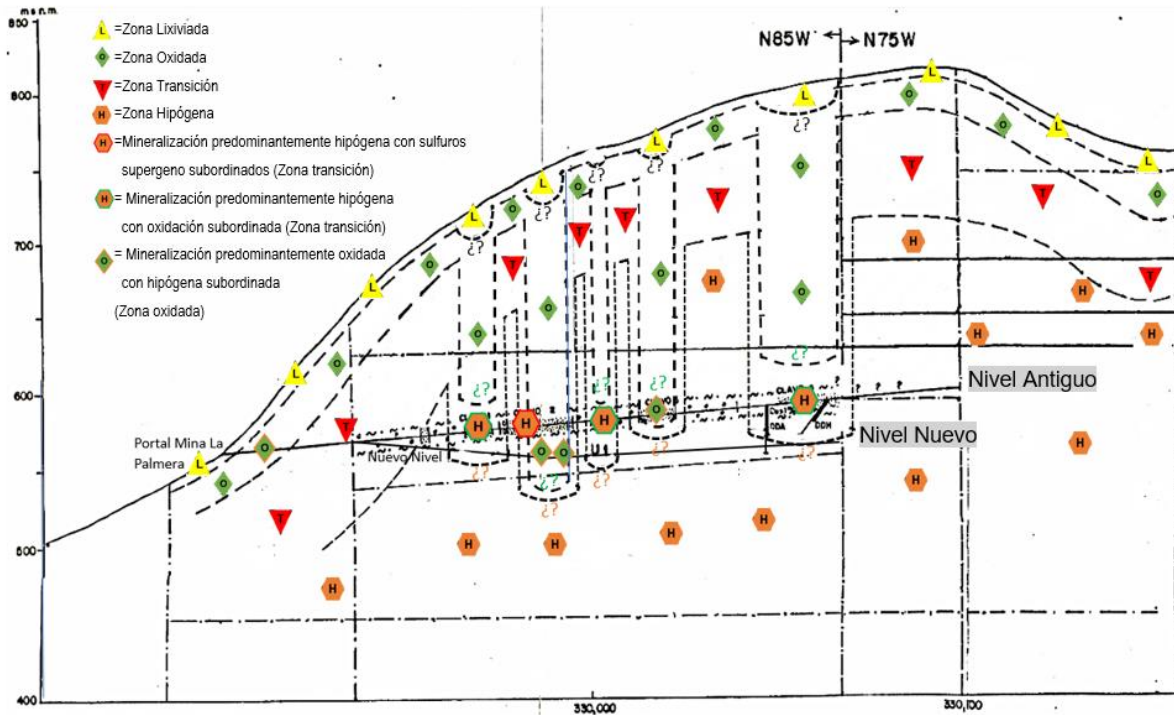 m s n.m.
850
800
700
600
500
400
L =Zona Lixiviada
O =Zona Oxidada
T =Zona Transición
H =Zona Hipógena
H =Mineralización predominantemente hipógena con sulfuros
supergeno subordinados (Zona transición)
H = Mineralización predominantemente hipógena
con oxidación subordinada (Zona transición)
O = Mineralización predominantemente oxidada
con hipógena subordinada
(Zona oxidada)
N85W N75W
L
L O
L O
L T
¿?
L O T
¿?
L O T H
¿?
L O
¿?
¿?
L O T H
O L
T H
L O
T H
L O O
O O O
¿? ¿? ¿? ¿?
? ? ? ?
Nivel Antiguo
Nivel Nuevo
DDH
Portal Mina La
Palmera
Nuevo Nivel
L O O T
H H H O H
O O
¿? ¿? ¿? ¿? ¿?
¿?
T H H H H H H H
330,000
330,100